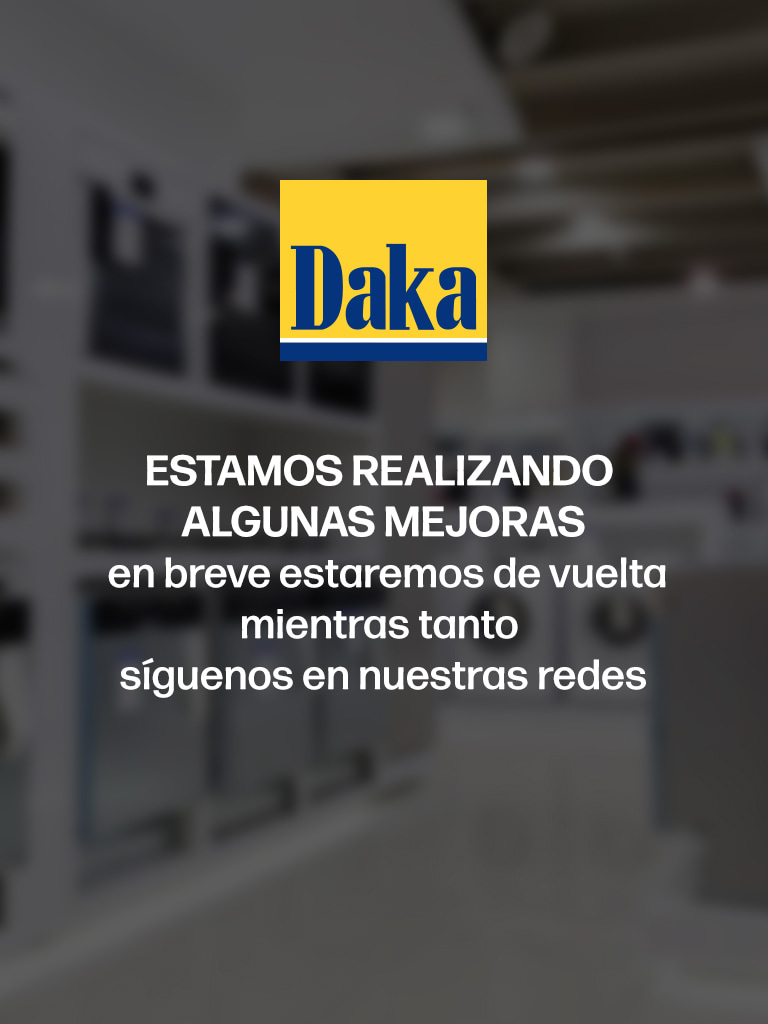 Daka
ESTAMOS REALIZANDO
ALGUNAS MEJORAS
en breve estaremos de vuelta
mientras tanto
síguenos en nuestras redes